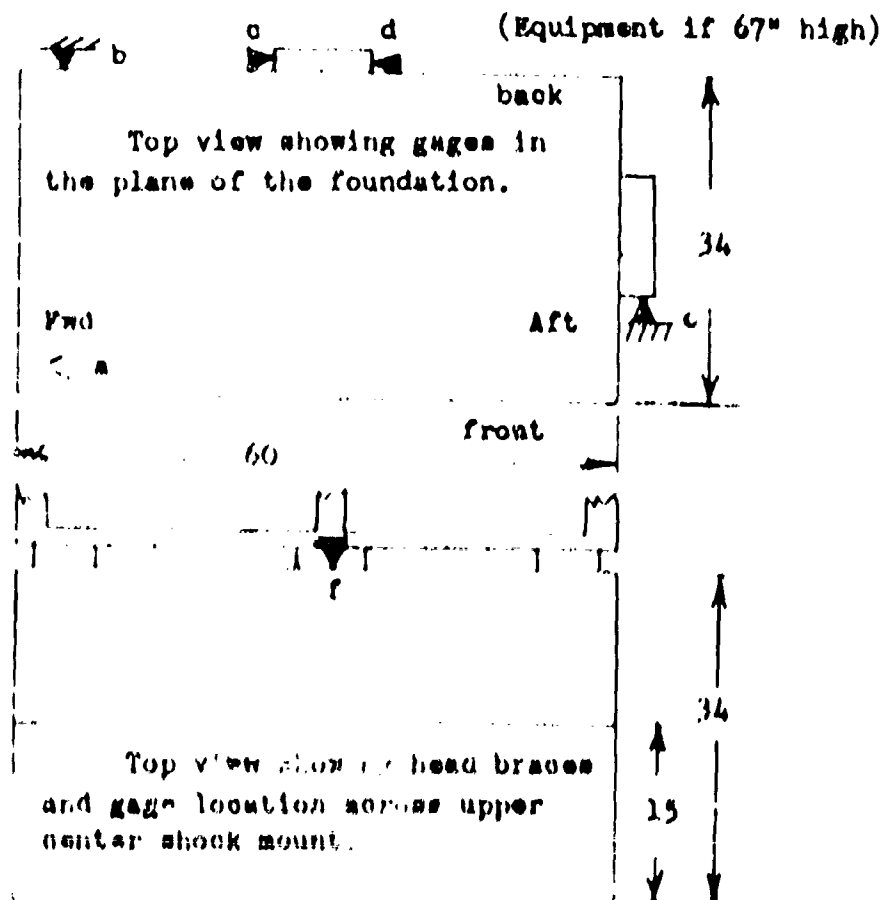 (Equipment if 67" high)
c d
b
back
Top view showing gages in
the plane of the foundation.
34
Fwd Aft c
a
front
60
f
34
Top view head braces
and gage location across upper
center shock mount.
15